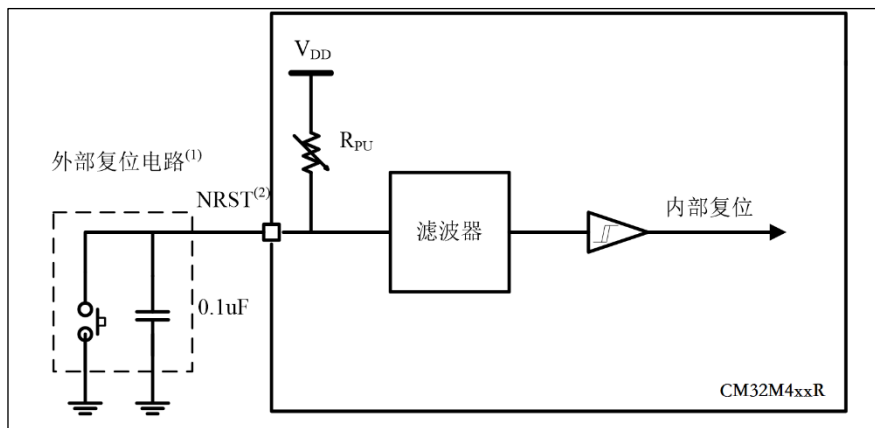 V_DD
R_PU
外部复位电路(1)
NRST(2)
滤波器
内部复位
0.1uF
CM32M4xxR